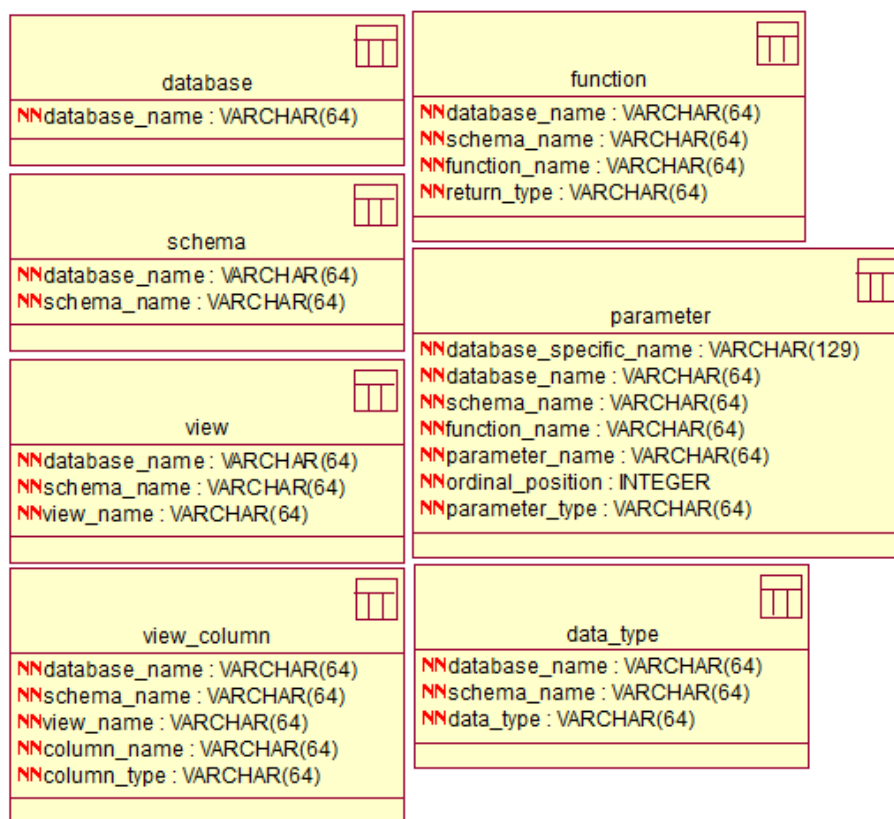 database
NNdatabase_name : VARCHAR(64)
schema
NNdatabase_name : VARCHAR(64)
NNschema_name : VARCHAR(64)
view
NNdatabase_name : VARCHAR(64)
NNschema_name : VARCHAR(64)
NNview_name : VARCHAR(64)
view_column
NNdatabase_name : VARCHAR(64)
NNschema_name : VARCHAR(64)
NNview_name : VARCHAR(64)
NNcolumn_name : VARCHAR(64)
NNcolumn_type : VARCHAR(64)
function
NNdatabase_name : VARCHAR(64)
NNschema_name : VARCHAR(64)
NNfunction_name : VARCHAR(64)
NNreturn_type : VARCHAR(64)
parameter
NNdatabase_specific_name : VARCHAR(129)
NNdatabase_name : VARCHAR(64)
NNschema_name : VARCHAR(64)
NNfunction_name : VARCHAR(64)
NNparameter_name : VARCHAR(64)
NNordinal_position : INTEGER
NNparameter_type : VARCHAR(64)
data_type
NNdatabase_name : VARCHAR(64)
NNschema_name : VARCHAR(64)
NNdata_type : VARCHAR(64)